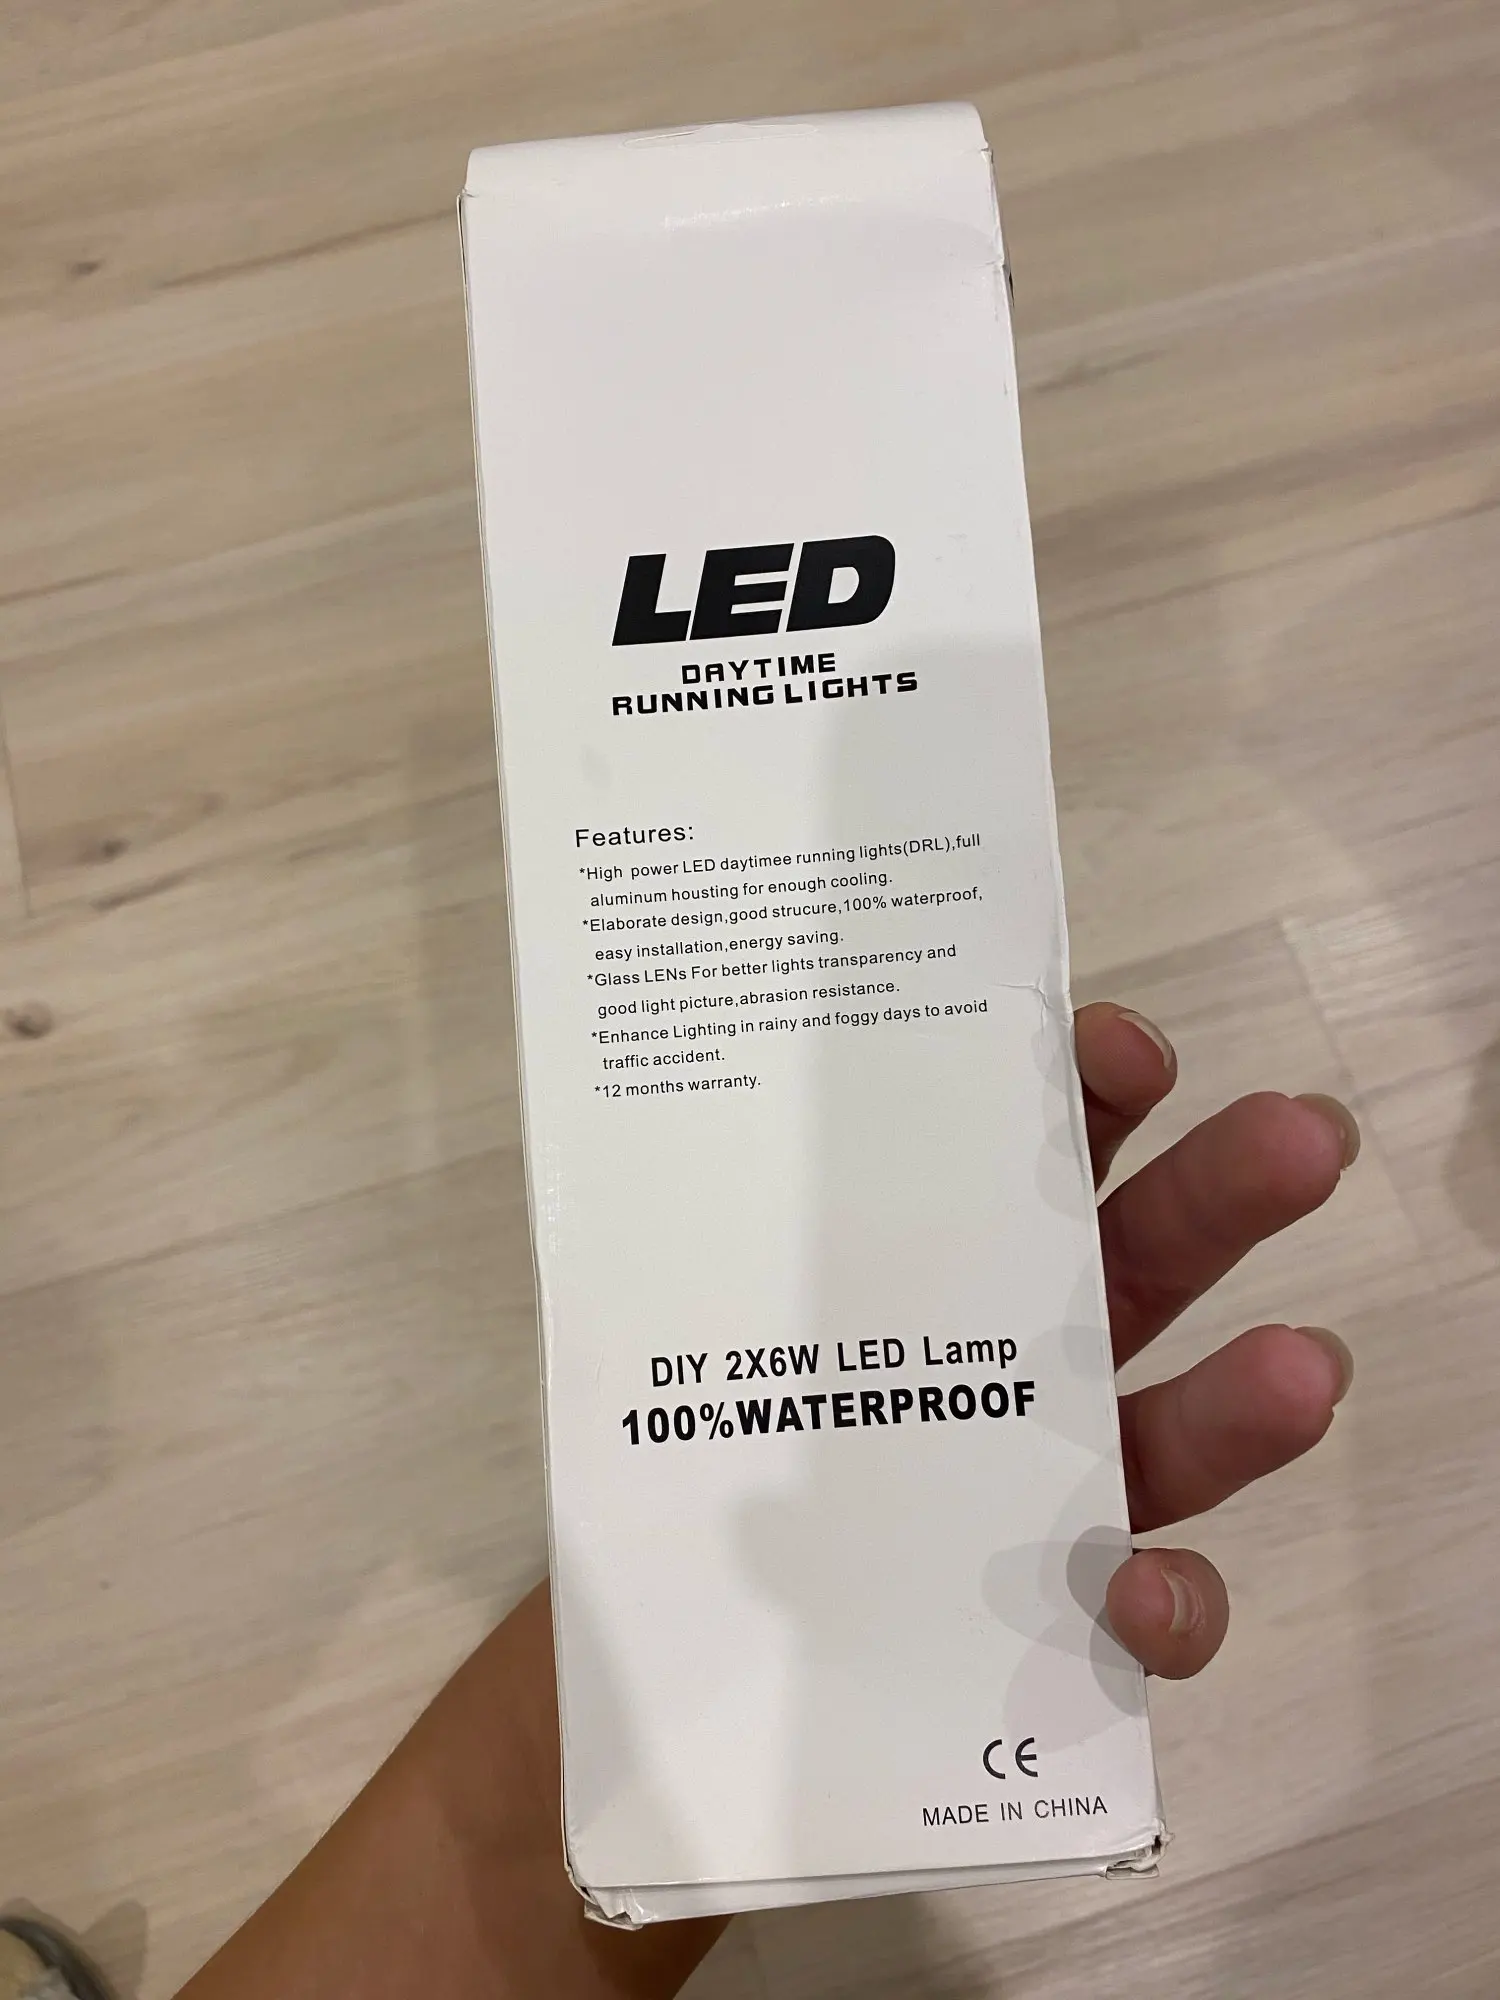 LED
DAYTIME
RUNNING LIGHTS
Features:
*High power LED daytimee running lights(DRL),full
aluminum housting for enough cooling.
*Elaborate design,good strucure,100% waterproof,
easy installation,energy saving.
*Glass LENs For better lights transparency and
good light picture,abrasion resistance.
*Enhance Lighting in rainy and foggy days to avoid
traffic accident.
*12 months warranty.
DIY 2X6W LED Lamp
100%WATERPROOF
CE
MADE IN CHINA